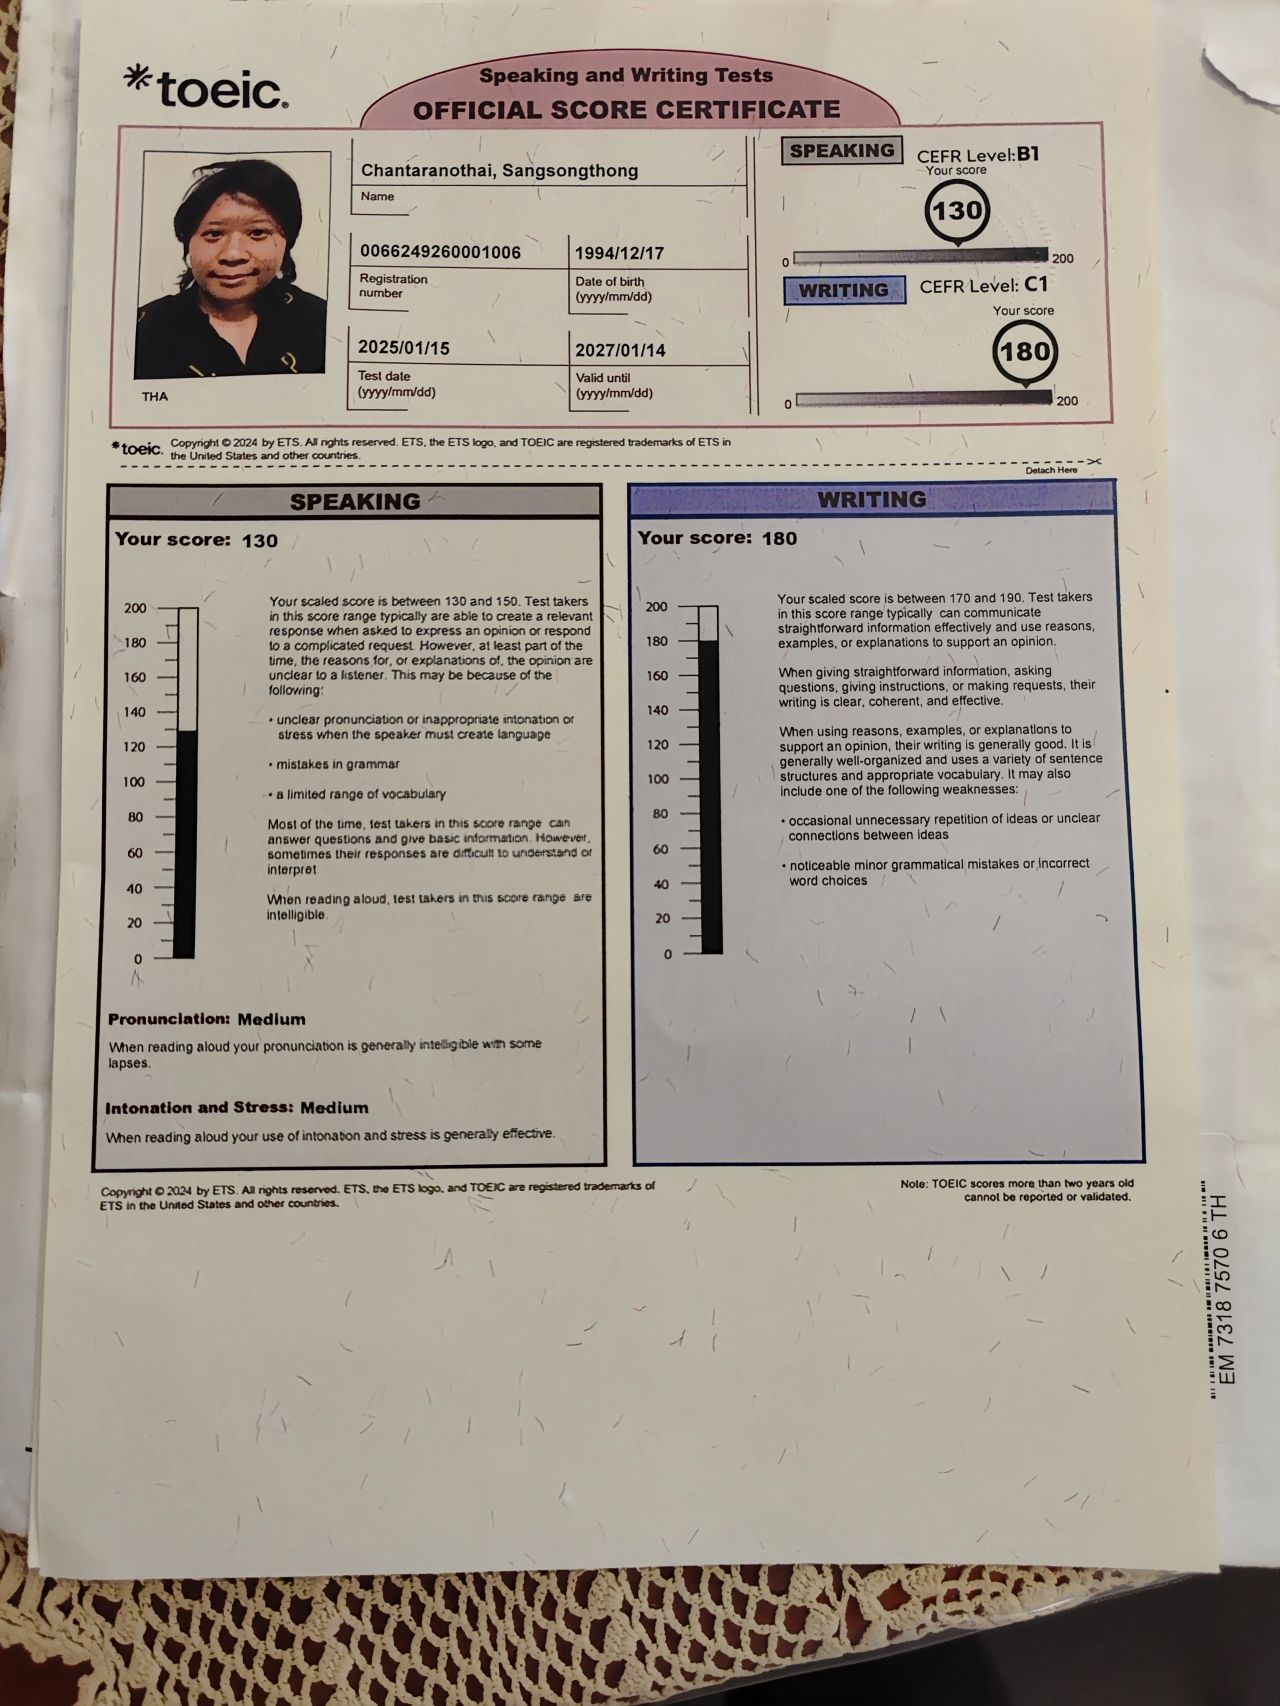 *toeic®
Speaking and Writing Tests
OFFICIAL SCORE CERTIFICATE
THA
Chantaranothai, Sangsongthong
Name
0066249260001006
Registration
number
1994/12/17
Date of birth
(yyyy/mm/dd)
2025/01/15
Test date
(yyyy/mm/dd)
2027/01/14
Valid until
(yyyy/mm/dd)
SPEAKING
CEFR Level:B1
Your score
130
0
200
WRITING
CEFR Level: C1
Your score
180
0
200
*toeic.
Copyright © 2024 by ETS. All rights reserved. ETS, the ETS logo, and TOEIC are registered trademarks of ETS in
the United States and other countries.
Detach Here
SPEAKING
Your score: 130
200
180
160
140
120
100
80
60
40
20
0
Your scaled score is between 130 and 150. Test takers
in this score range typically are able to create a relevant
response when asked to express an opinion or respond
to a complicated request. However, at least part of the
time, the reasons for, or explanations of, the opinion are
unclear to a listener. This may be because of the
following:
• unclear pronunciation or inappropriate intonation or
stress when the speaker must create language
• mistakes in grammar
• a limited range of vocabulary
Most of the time, test takers in this score range can
answer questions and give basic information. However,
sometimes their responses are difficult to understand or
interpret.
When reading aloud, test takers in this score range are
intelligible.
Pronunciation: Medium
When reading aloud your pronunciation is generally intelligible with some
lapses.
Intonation and Stress: Medium
When reading aloud your use of intonation and stress is generally effective.
WRITING
Your score: 180
200
180
160
140
120
100
80
60
40
20
0
Your scaled score is between 170 and 190. Test takers
in this score range typically can communicate
straightforward information effectively and use reasons,
examples, or explanations to support an opinion.
When giving straightforward information, asking
questions, giving instructions, or making requests, their
writing is clear, coherent, and effective.
When using reasons, examples, or explanations to
support an opinion, their writing is generally good. It is
generally well-organized and uses a variety of sentence
structures and appropriate vocabulary. It may also
include one of the following weaknesses:
• occasional unnecessary repetition of ideas or unclear
connections between ideas
• noticeable minor grammatical mistakes or incorrect
word choices
Copyright © 2024 by ETS. All rights reserved. ETS, the ETS logo, and TOEIC are registered trademarks of
ETS in the United States and other countries.
Note: TOEIC scores more than two years old
cannot be reported or validated.
EM 7318 7570 6 TH